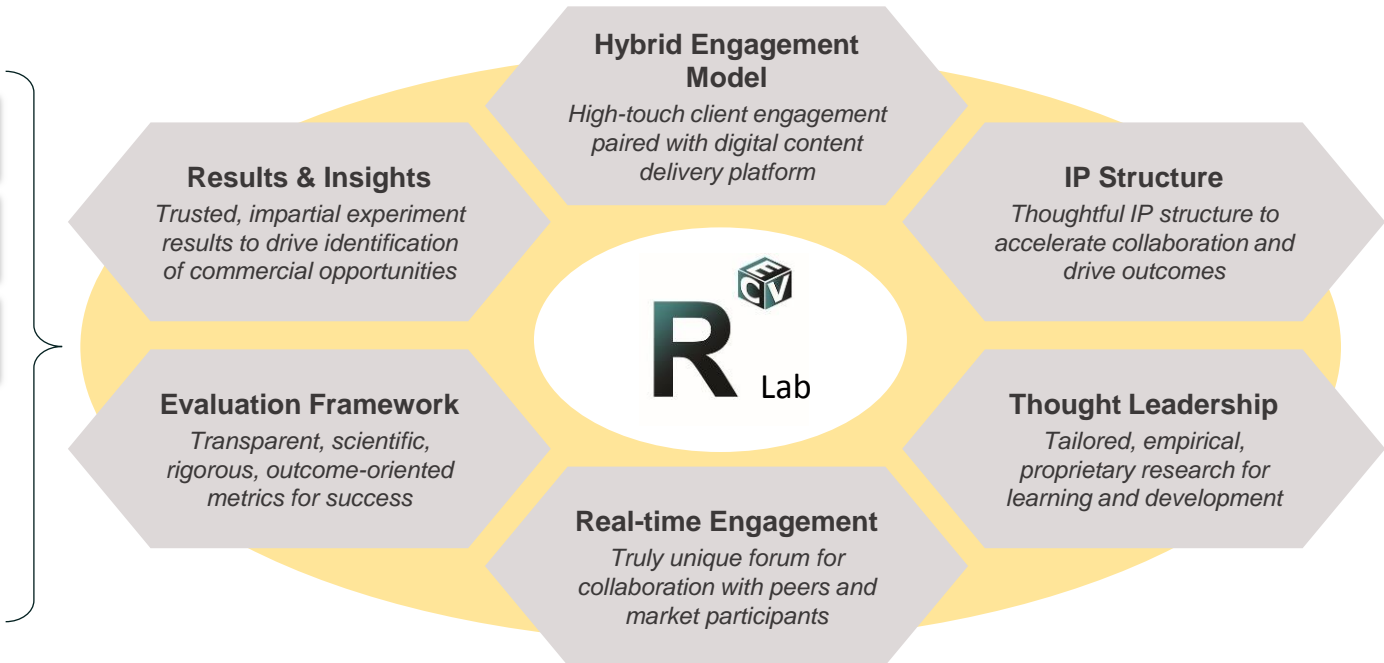 Hybrid Engagement
Model
High-touch client engagement
paired with digital content
delivery platform
Results & Insights
Trusted, impartial experiment
results to drive identification
of commercial opportunities
IP Structure
Thoughtful IP structure to
accelerate collaboration and
drive outcomes
R
E
C V
Lab
Evaluation Framework
Transparent, scientific,
rigorous, outcome-oriented
metrics for success
Thought Leadership
Tailored, empirical,
proprietary research for
learning and development
Real-time Engagement
Truly unique forum for
collaboration with peers and
market participants